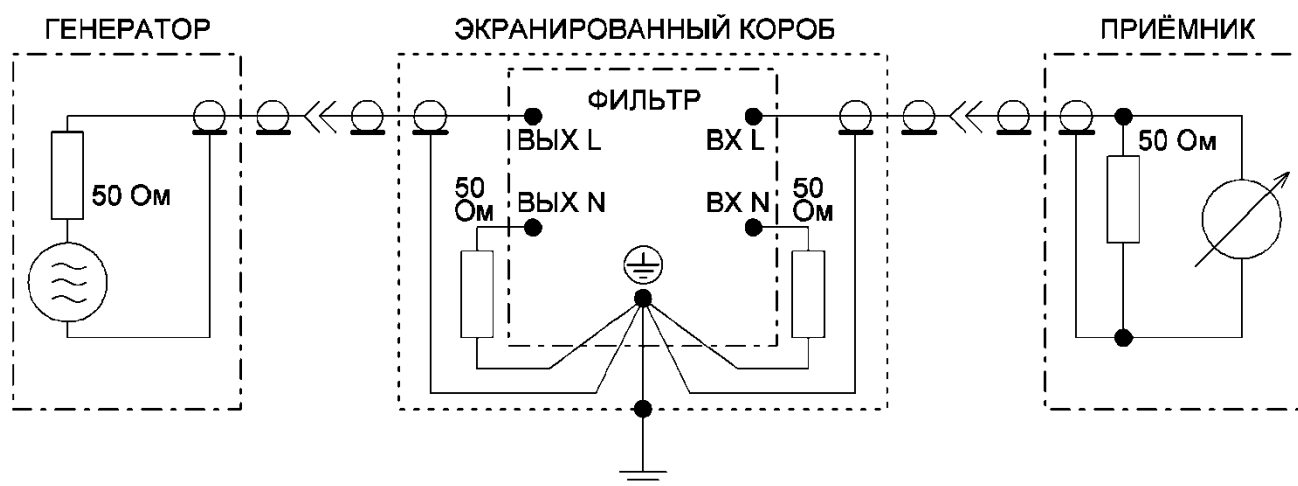 ГЕНЕРАТОР
ЭКРАНИРОВАННЫЙ КОРОБ
ПРИЁМНИК
ФИЛЬТР
ВЫХ L
ВХ L
50 Ом
50 Ом
50
Ом
ВЫХ N
ВХ N
50
Ом